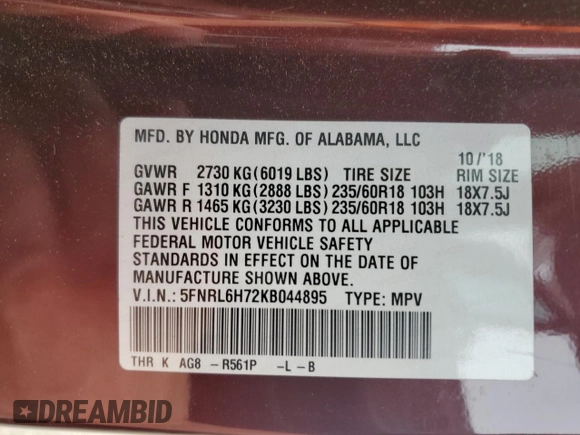 MFD. BY HONDA MFG. OF ALABAMA, LLC
10/'18
GVWR 2730 KG (6019 LBS) TIRE SIZE RIM SIZE
GAWR F 1310 KG (2888 LBS) 235/60R18 103H 18X7.5J
GAWR R 1465 KG (3230 LBS) 235/60R18 103H 18X7.5J
THIS VEHICLE CONFORMS TO ALL APPLICABLE
FEDERAL MOTOR VEHICLE SAFETY
STANDARDS IN EFFECT ON THE DATE OF
MANUFACTURE SHOWN ABOVE.
V.I.N.: 5FNRL6H72KB044895 TYPE: MPV
THR K AG8 -R561P -L-B
DREAMBID